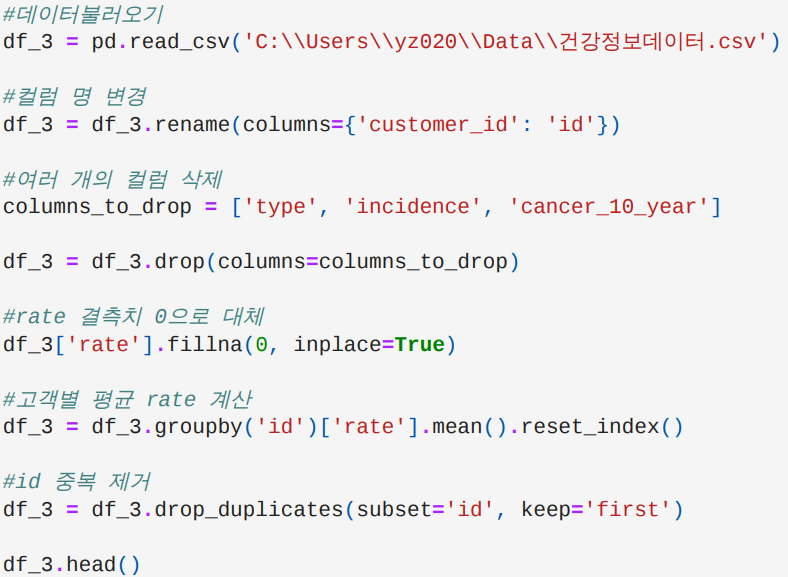 #데이터불러오기
df_3 = pd.read_csv('C:\\Users\\yz020\\Data\\건강정보데이터.csv')
#컬럼 명 변경
df_3 = df_3.rename(columns={'customer_id': 'id'})
#여러 개의 컬럼 삭제
columns_to_drop = ['type', 'incidence', 'cancer_10_year']
df_3 = df_3.drop(columns=columns_to_drop)
#rate 결측치 0으로 대체
df_3['rate'].fillna(0, inplace=True)
#고객별 평균 rate 계산
df_3 = df_3.groupby('id')['rate'].mean().reset_index()
#id 중복 제거
df_3 = df_3.drop_duplicates(subset='id', keep='first')
df_3.head()